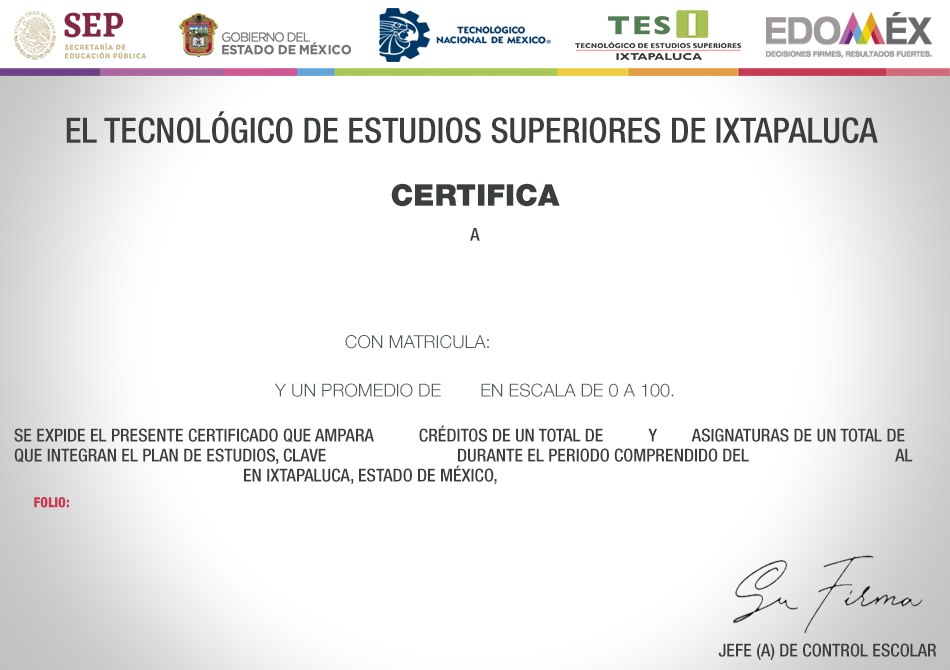 SEP
SECRETARÍA DE
EDUCACIÓN PÚBLICA
GOBIERNO DEL
ESTADO DE MÉXICO
TECNOLÓGICO
NACIONAL DE MÉXICO®
TESI
TECNOLÓGICO DE ESTUDIOS SUPERIORES
IXTAPALUCA
EDOMÉX
DECISIONES FIRMES, RESULTADOS FUERTES.
EL TECNOLÓGICO DE ESTUDIOS SUPERIORES DE IXTAPALUCA
CERTIFICA
A
CON MATRICULA:
Y UN PROMEDIO DE EN ESCALA DE 0 A 100.
SE EXPIDE EL PRESENTE CERTIFICADO QUE AMPARA CRÉDITOS DE UN TOTAL DE Y ASIGNATURAS DE UN TOTAL DE
QUE INTEGRAN EL PLAN DE ESTUDIOS, CLAVE DURANTE EL PERIODO COMPRENDIDO DEL AL
EN IXTAPALUCA, ESTADO DE MÉXICO,
FOLIO:
Su Firma
JEFE (A) DE CONTROL ESCOLAR